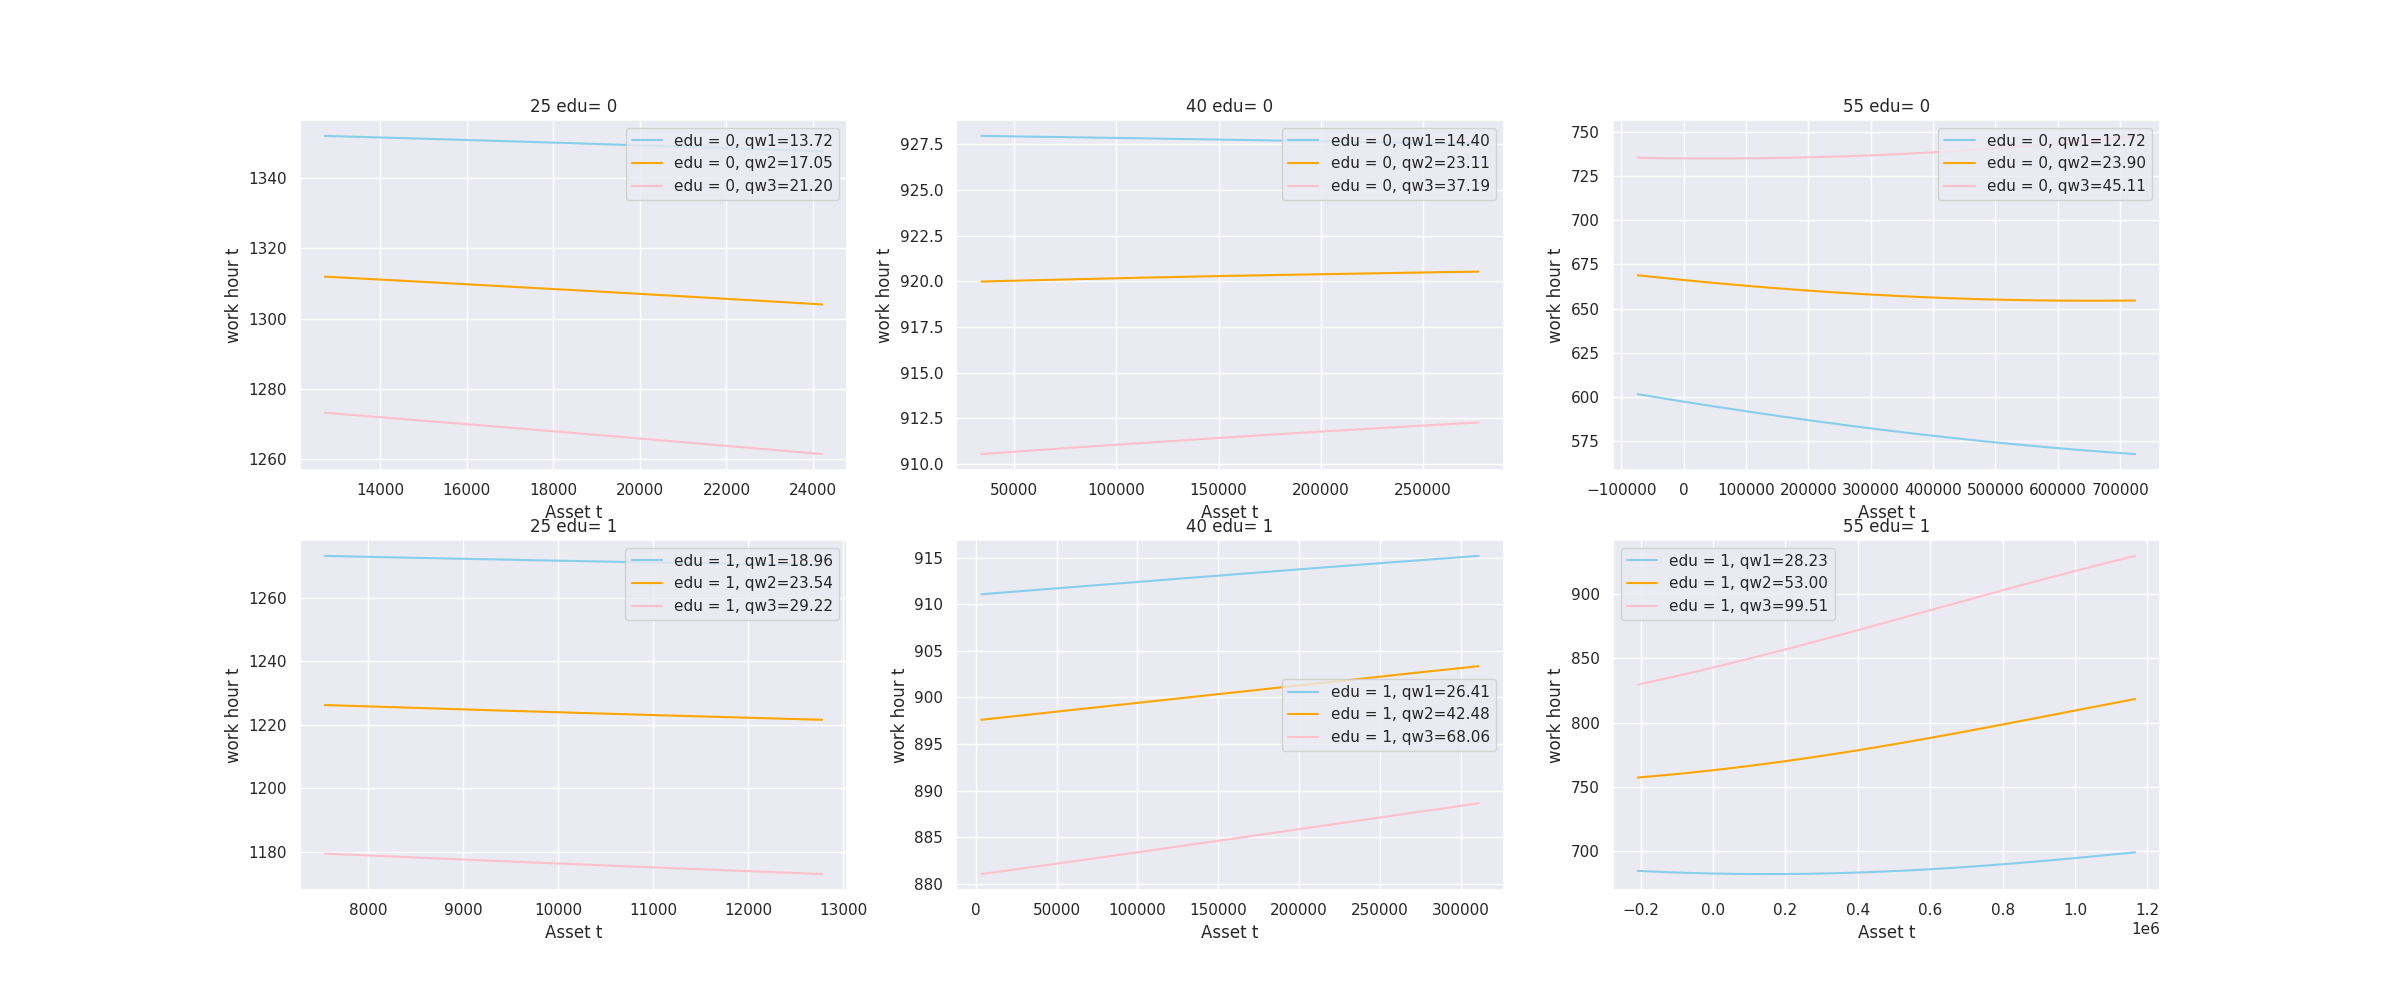 25 edu= 0
edu = 0, qw1=13.72
edu = 0, qw2=17.05
edu = 0, qw3=21.20
work hour t
1340
1320
1300
1280
1260
14000 16000 18000 20000 22000 24000
Asset t
40 edu= 0
edu = 0, qw1=14.40
edu = 0, qw2=23.11
edu = 0, qw3=37.19
work hour t
927.5
925.0
922.5
920.0
917.5
915.0
912.5
910.0
50000 100000 150000 200000 250000
Asset t
55 edu= 0
edu = 0, qw1=12.72
edu = 0, qw2=23.90
edu = 0, qw3=45.11
work hour t
750
725
700
675
650
625
600
575
−100000 0 100000 200000 300000 400000 500000 600000 700000
Asset t
25 edu= 1
edu = 1, qw1=18.96
edu = 1, qw2=23.54
edu = 1, qw3=29.22
work hour t
1260
1240
1220
1200
1180
8000 9000 10000 11000 12000 13000
Asset t
40 edu= 1
edu = 1, qw1=26.41
edu = 1, qw2=42.48
edu = 1, qw3=68.06
work hour t
915
910
905
900
895
890
885
880
0 50000 100000 150000 200000 250000 300000
Asset t
55 edu= 1
edu = 1, qw1=28.23
edu = 1, qw2=53.00
edu = 1, qw3=99.51
work hour t
900
850
800
750
700
−0.2 0.0 0.2 0.4 0.6 0.8 1.0 1.2
1e6
Asset t